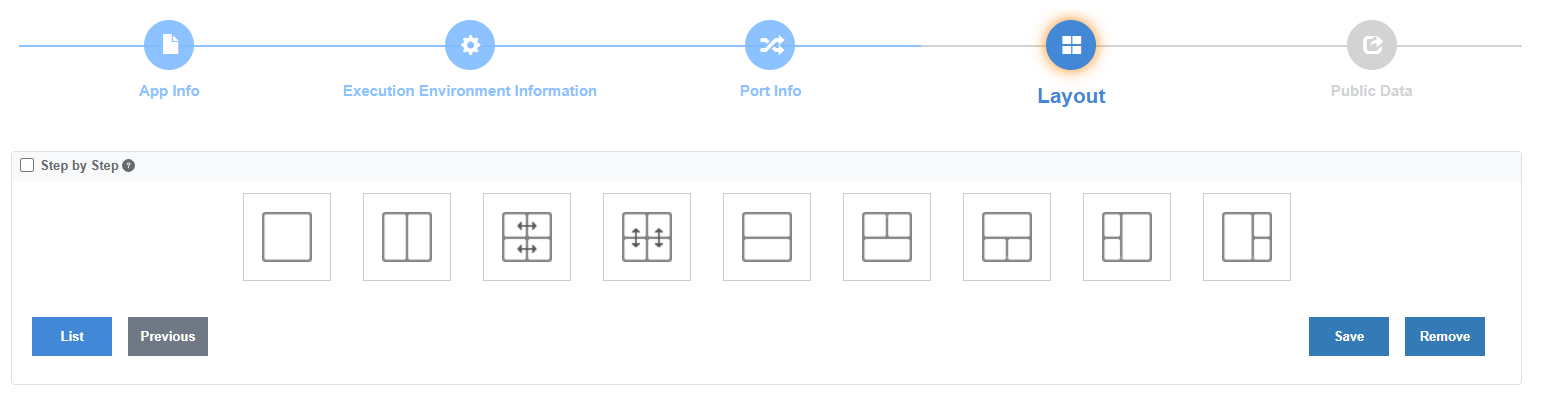 App Info
Execution Environment Information
Port Info
Layout
Public Data
Step by Step ?
List
Previous
Save
Remove